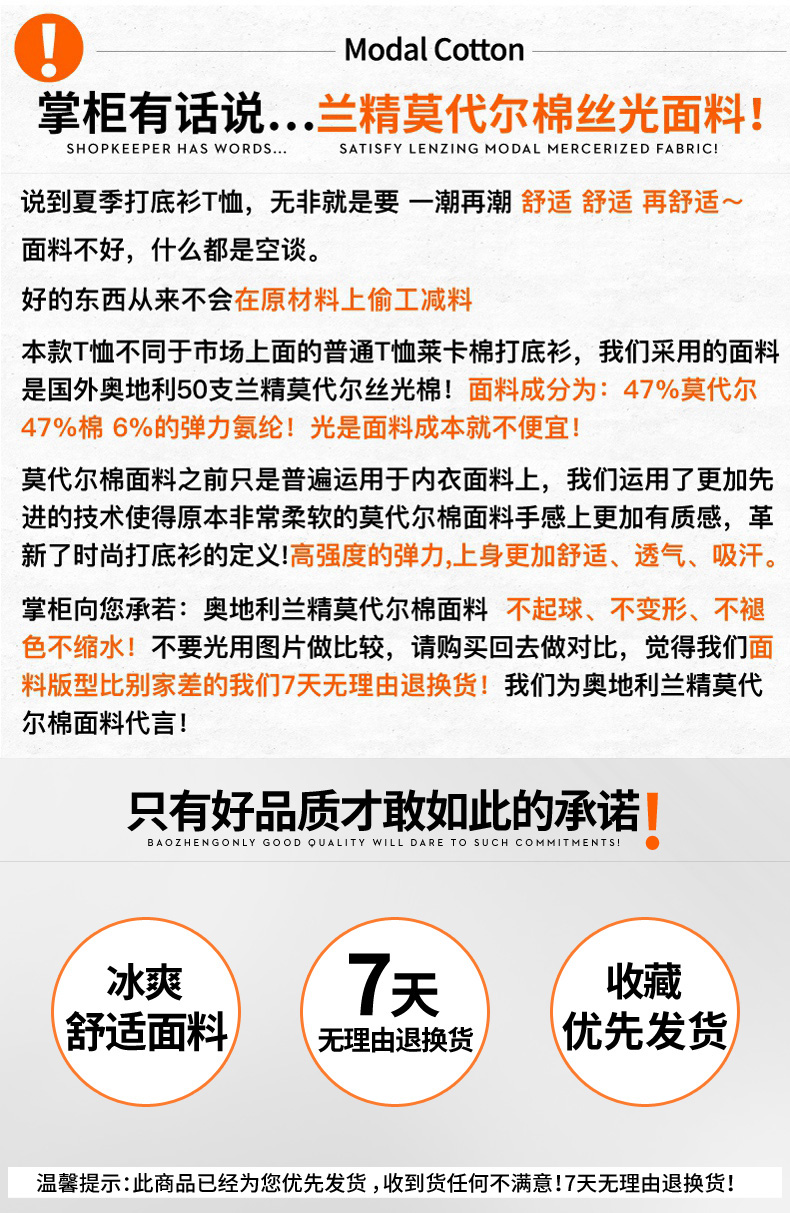 !
Modal Cotton
掌柜有话说...兰精莫代尔棉丝光面料!
SHOPKEEPER HAS WORDS... SATISFY LENZING MODAL MERCERIZED FABRIC!
说到夏季打底衫T恤，无非就是要 一潮再潮 舒适 舒适 再舒适～
面料不好，什么都是空谈。
好的东西从来不会在原材料上偷工减料
本款T恤不同于市场上面的普通T恤莱卡棉打底衫，我们采用的面料
是国外奥地利50支兰精莫代尔丝光棉！面料成分为：47%莫代尔
47%棉 6%的弹力氨纶！光是面料成本就不便宜！
莫代尔棉面料之前只是普遍运用于内衣面料上，我们运用了更加先
进的技术使得原本非常柔软的莫代尔棉面料手感上更加有质感，革
新了时尚打底衫的定义!高强度的弹力,上身更加舒适、透气、吸汗。
掌柜向您承若：奥地利兰精莫代尔棉面料 不起球、不变形、不褪
色不缩水！不要光用图片做比较，请购买回去做对比，觉得我们面
料版型比别家差的我们7天无理由退换货！我们为奥地利兰精莫代
尔棉面料代言！
只有好品质才敢如此的承诺!
BAOZHENGONLY GOOD QUALITY WILL DARE TO SUCH COMMITMENTS!
冰爽
舒适面料
7天
无理由退换货
收藏
优先发货
温馨提示:此商品已经为您优先发货 ,收到货任何不满意!7天无理由退换货！